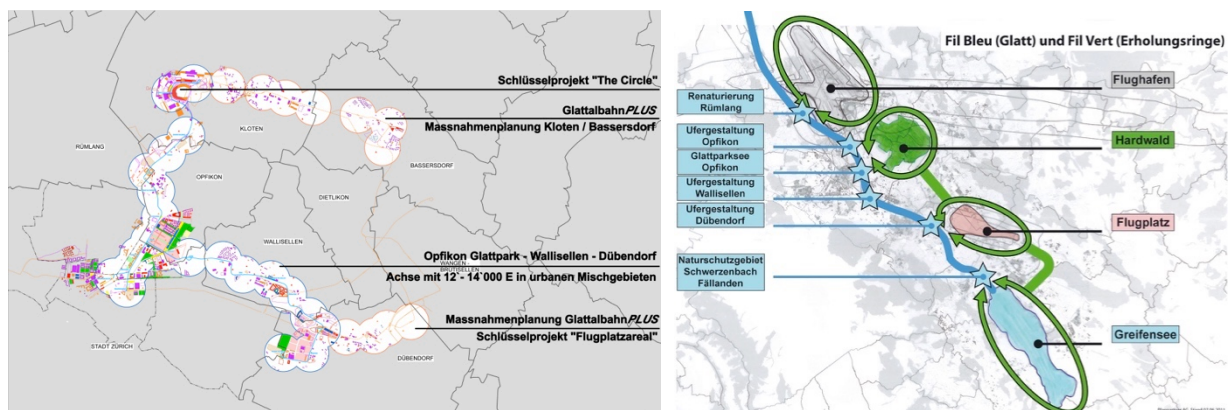 Schlüsselprojekt "The Circle"
GlattalbahnPLUS
Massnahmenplanung Kloten / Bassersdorf
KLOTEN
RÜMLANG
BASSERSDORF
OPFIKON
DIETLIKON
WALLISELLEN
Opfikon Glattpark - Wallisellen - Dübendorf
WANGEN-
BRÜTTISELLEN
Achse mit 12`- 14`000 E in urbanen Mischgebieten
Massnahmenplanung GlattalbahnPLUS
Schlüsselprojekt "Flugplatzareal"
STADT ZÜRICH
DÜBENDORF
Fil Bleu (Glatt) und Fil Vert (Erholungsringe)
Flughafen
Renaturierung
Rümlang
Ufergestaltung
Opfikon
Hardwald
Glattparksee
Opfikon
Ufergestaltung
Wallisellen
Ufergestaltung
Dübendorf
Flugplatz
Naturschutzgebiet
Schwerzenbach
Fällanden
Greifensee